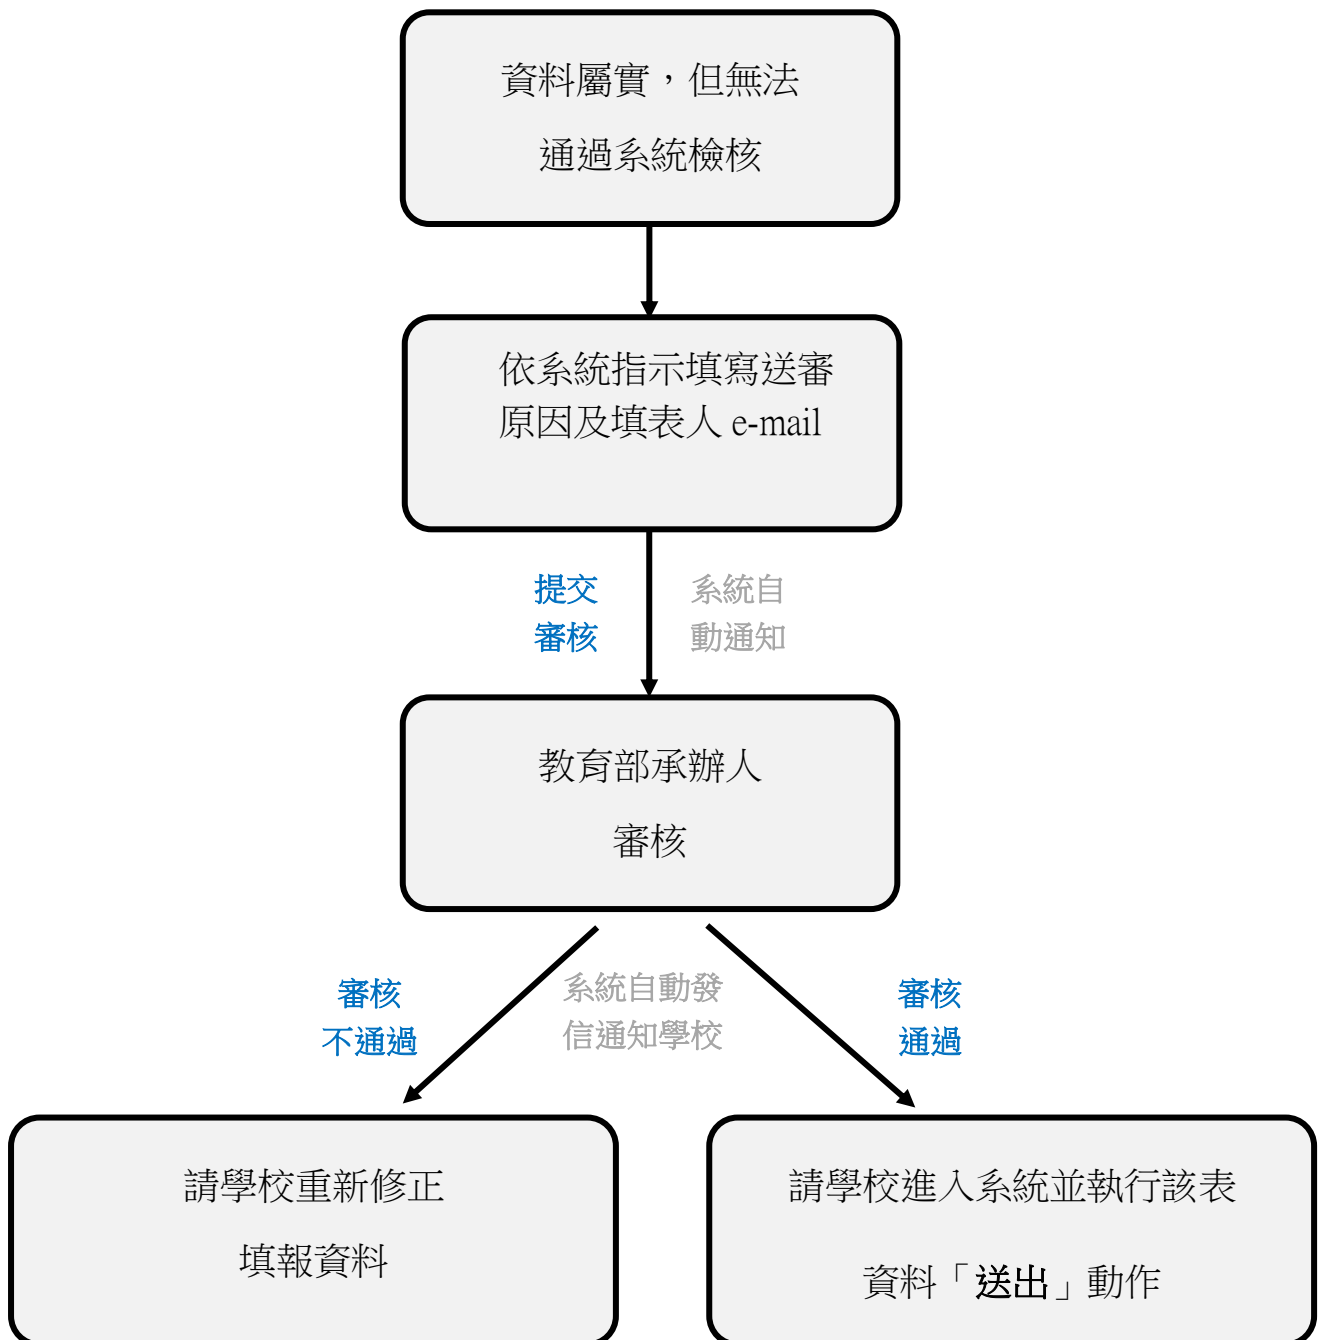 資料屬實，但無法
通過系統檢核
依系統指示填寫送審
原因及填表人 e-mail
提交
審核
系統自
動通知
教育部承辦人
審核
審核
不通過
系統自動發
信通知學校
審核
通過
請學校重新修正
填報資料
請學校進入系統並執行該表
資料「送出」動作